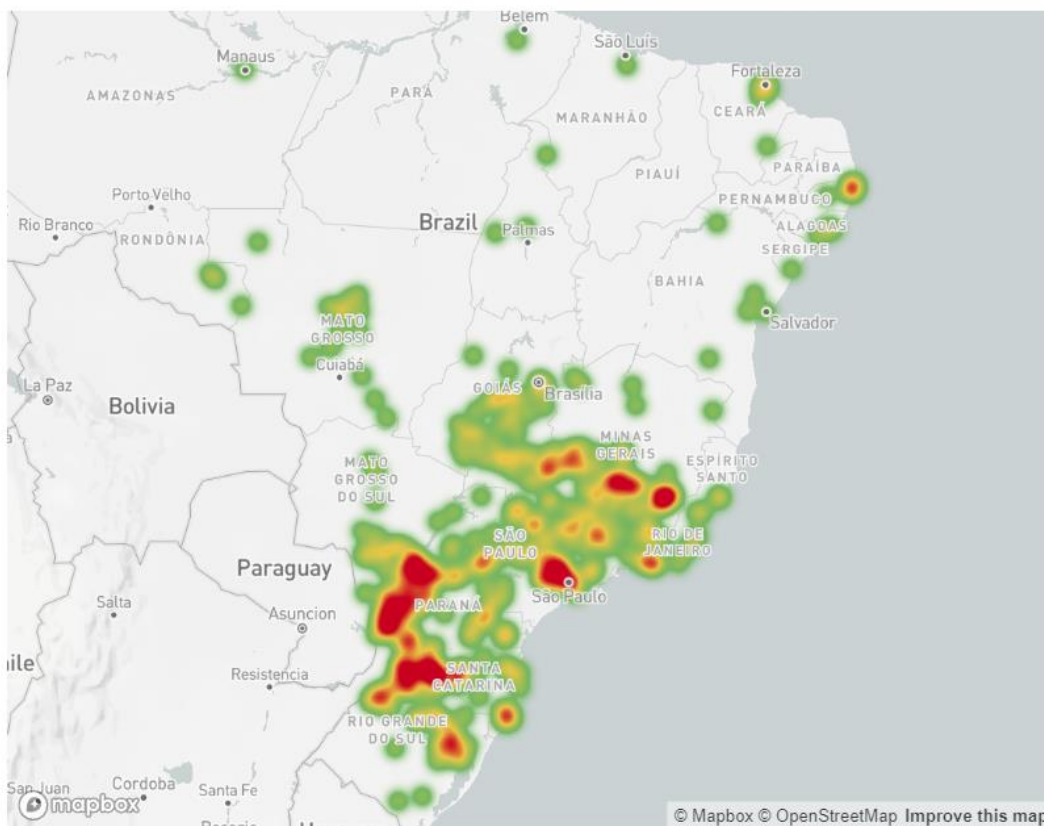 Belém
São Luís
Manaus
Fortaleza
AMAZONAS
PARÁ
CEARÁ
MARANHÃO
PARAÍBA
PIAUÍ
Porto Velho
PERNAMBUCO
Rio Branco
Brazil
Palmas
ALAGOAS
RONDÔNIA
SERGIPE
BAHIA
MATO
GROSSO
Salvador
Cuiabá
La Paz
GOIÁS
Brasília
Bolivia
MINAS
GERAIS
MATO
GROSSO
DO SUL
ESPÍRITO
SANTO
SÃO
PAULO
RIO DE
JANEIRO
Paraguay
Salta
São Paulo
PARANÁ
Asuncion
ile
Resistencia
SANTA
CATARINA
RIO GRANDE
DO SUL
San Juan
Cordoba
Santa Fe
mapbox
© Mapbox © OpenStreetMap Improve this map